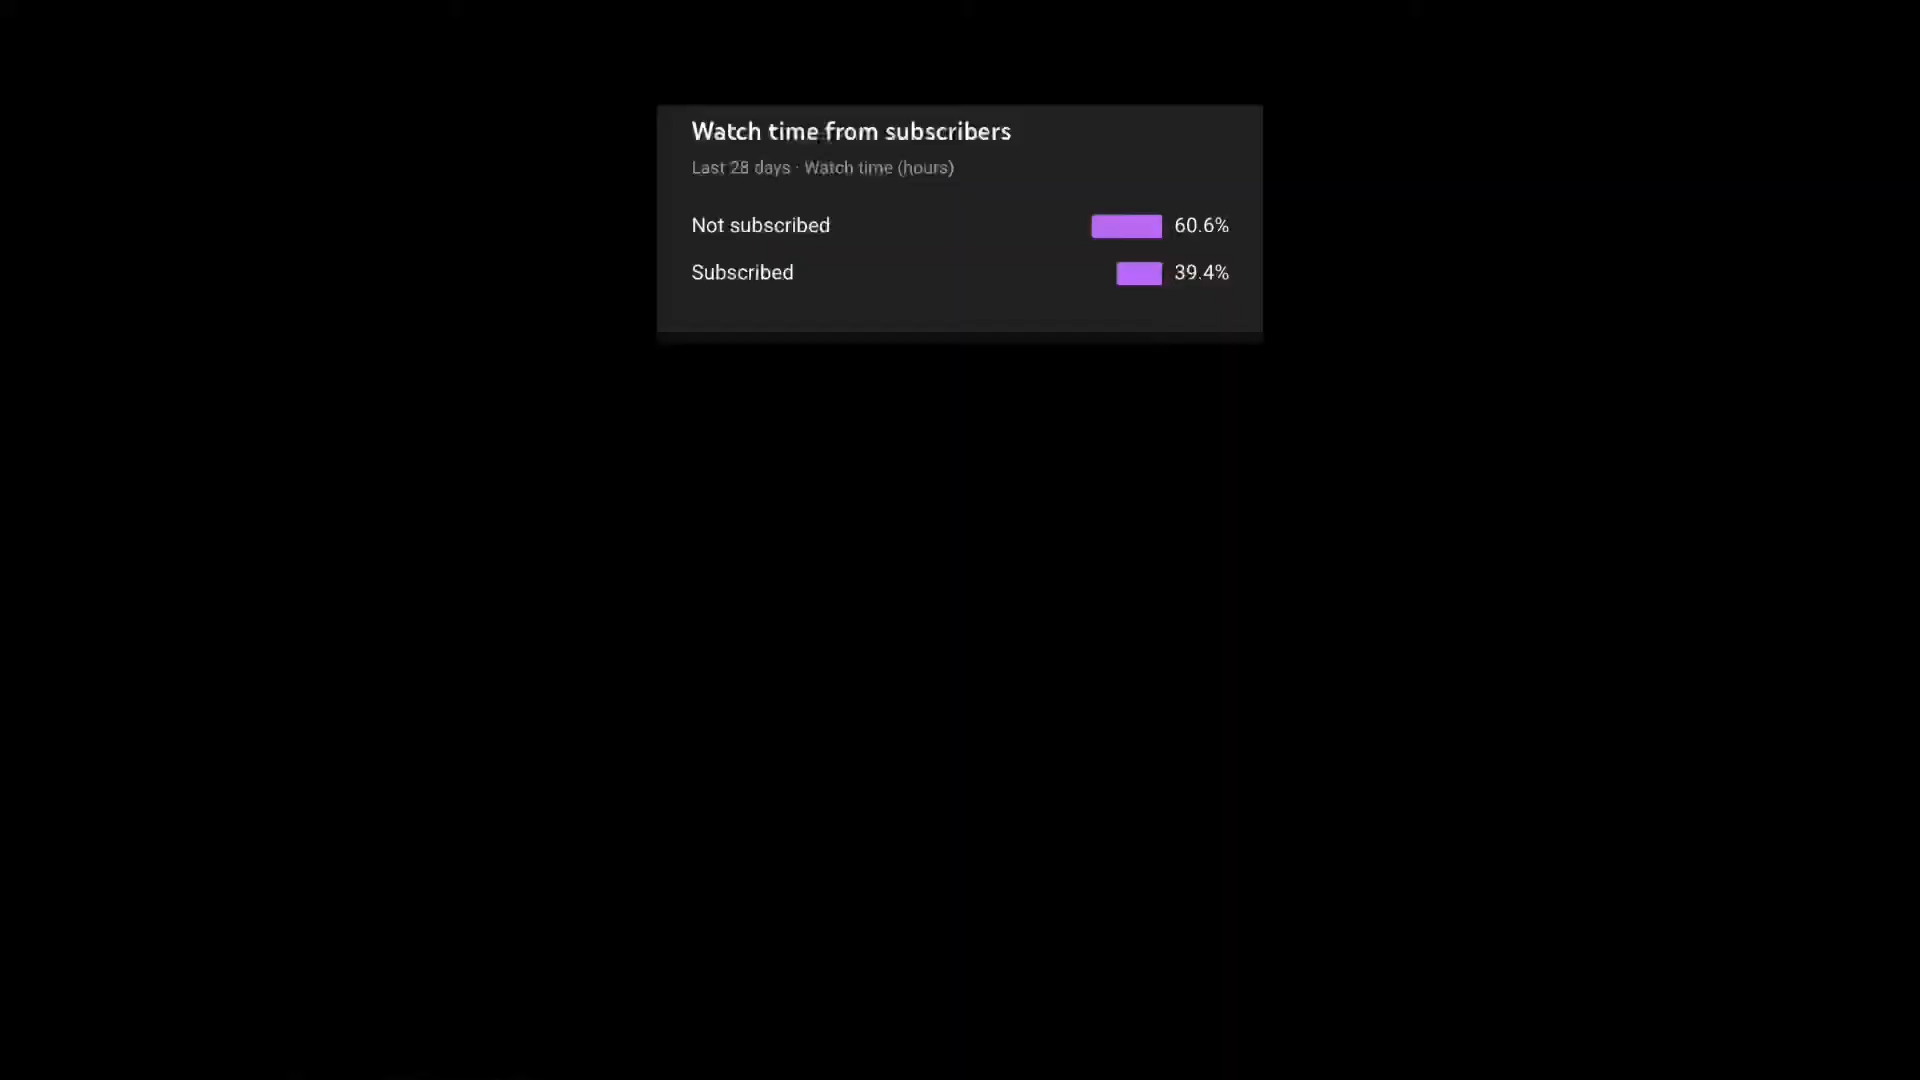 Watch time from subscribers
Last 28 days · Watch time (hours)
Not subscribed 60.6%
Subscribed 39.4%